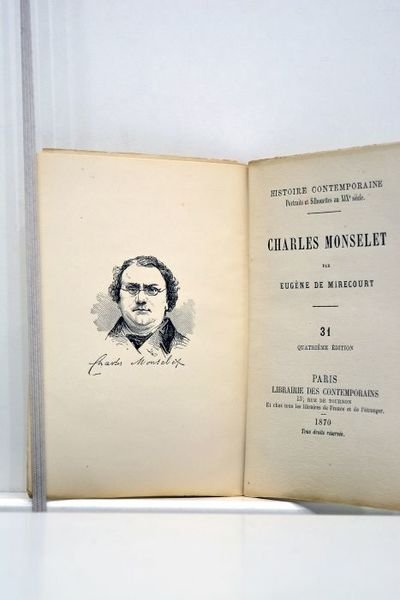 Charles Monselet
HISTOIRE CONTEMPORAINE
Portraits et Silhouettes au XIXe siècle.
CHARLES MONSELET
PAR
EUGÈNE DE MIRECOURT
31
QUATRIÈME ÉDITION
PARIS
LIBRAIRIE DES CONTEMPORAINS
13, RUE DE TOURNON
Et chez tous les libraires de France et de l'étranger.
1870
Tous droits réservés.